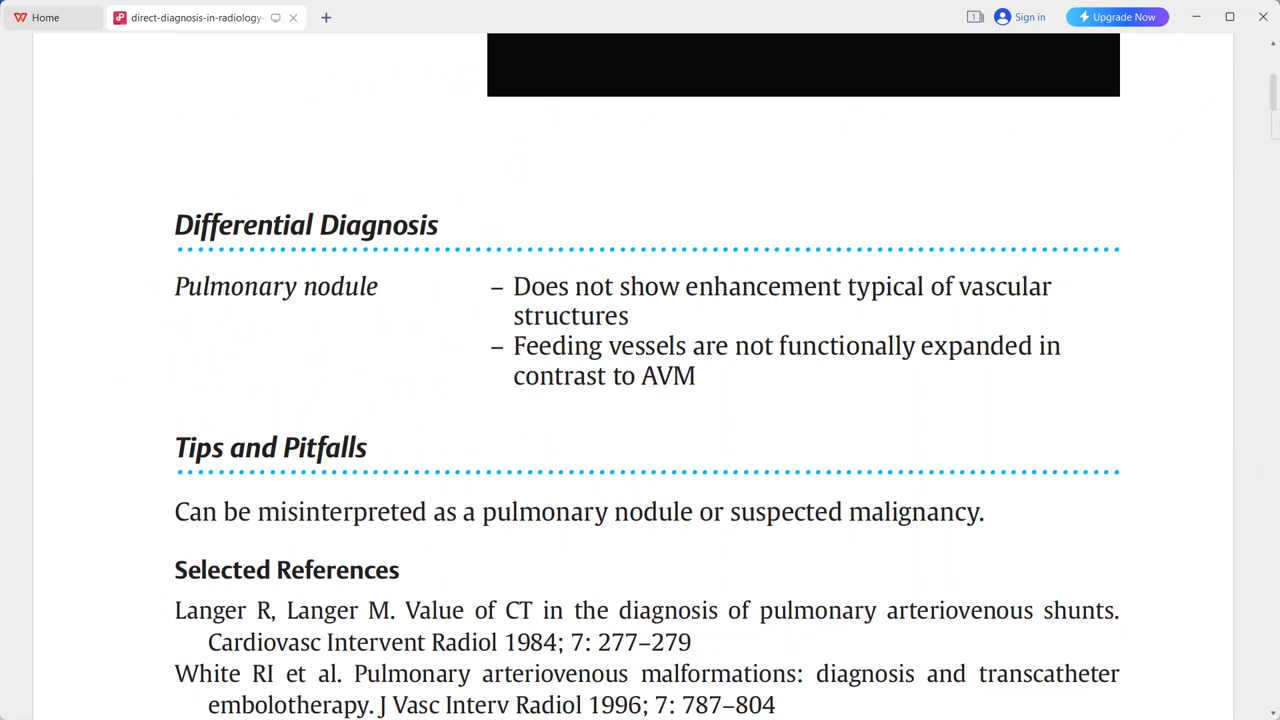 Home
direct-diagnosis-in-radiology-
1
Sign in
Upgrade Now
Differential Diagnosis
Pulmonary nodule
– Does not show enhancement typical of vascular
structures
– Feeding vessels are not functionally expanded in
contrast to AVM
Tips and Pitfalls
Can be misinterpreted as a pulmonary nodule or suspected malignancy.
Selected References
Langer R, Langer M. Value of CT in the diagnosis of pulmonary arteriovenous shunts.
Cardiovasc Intervent Radiol 1984; 7: 277–279
White RI et al. Pulmonary arteriovenous malformations: diagnosis and transcatheter
embolotherapy. J Vasc Interv Radiol 1996; 7: 787–804